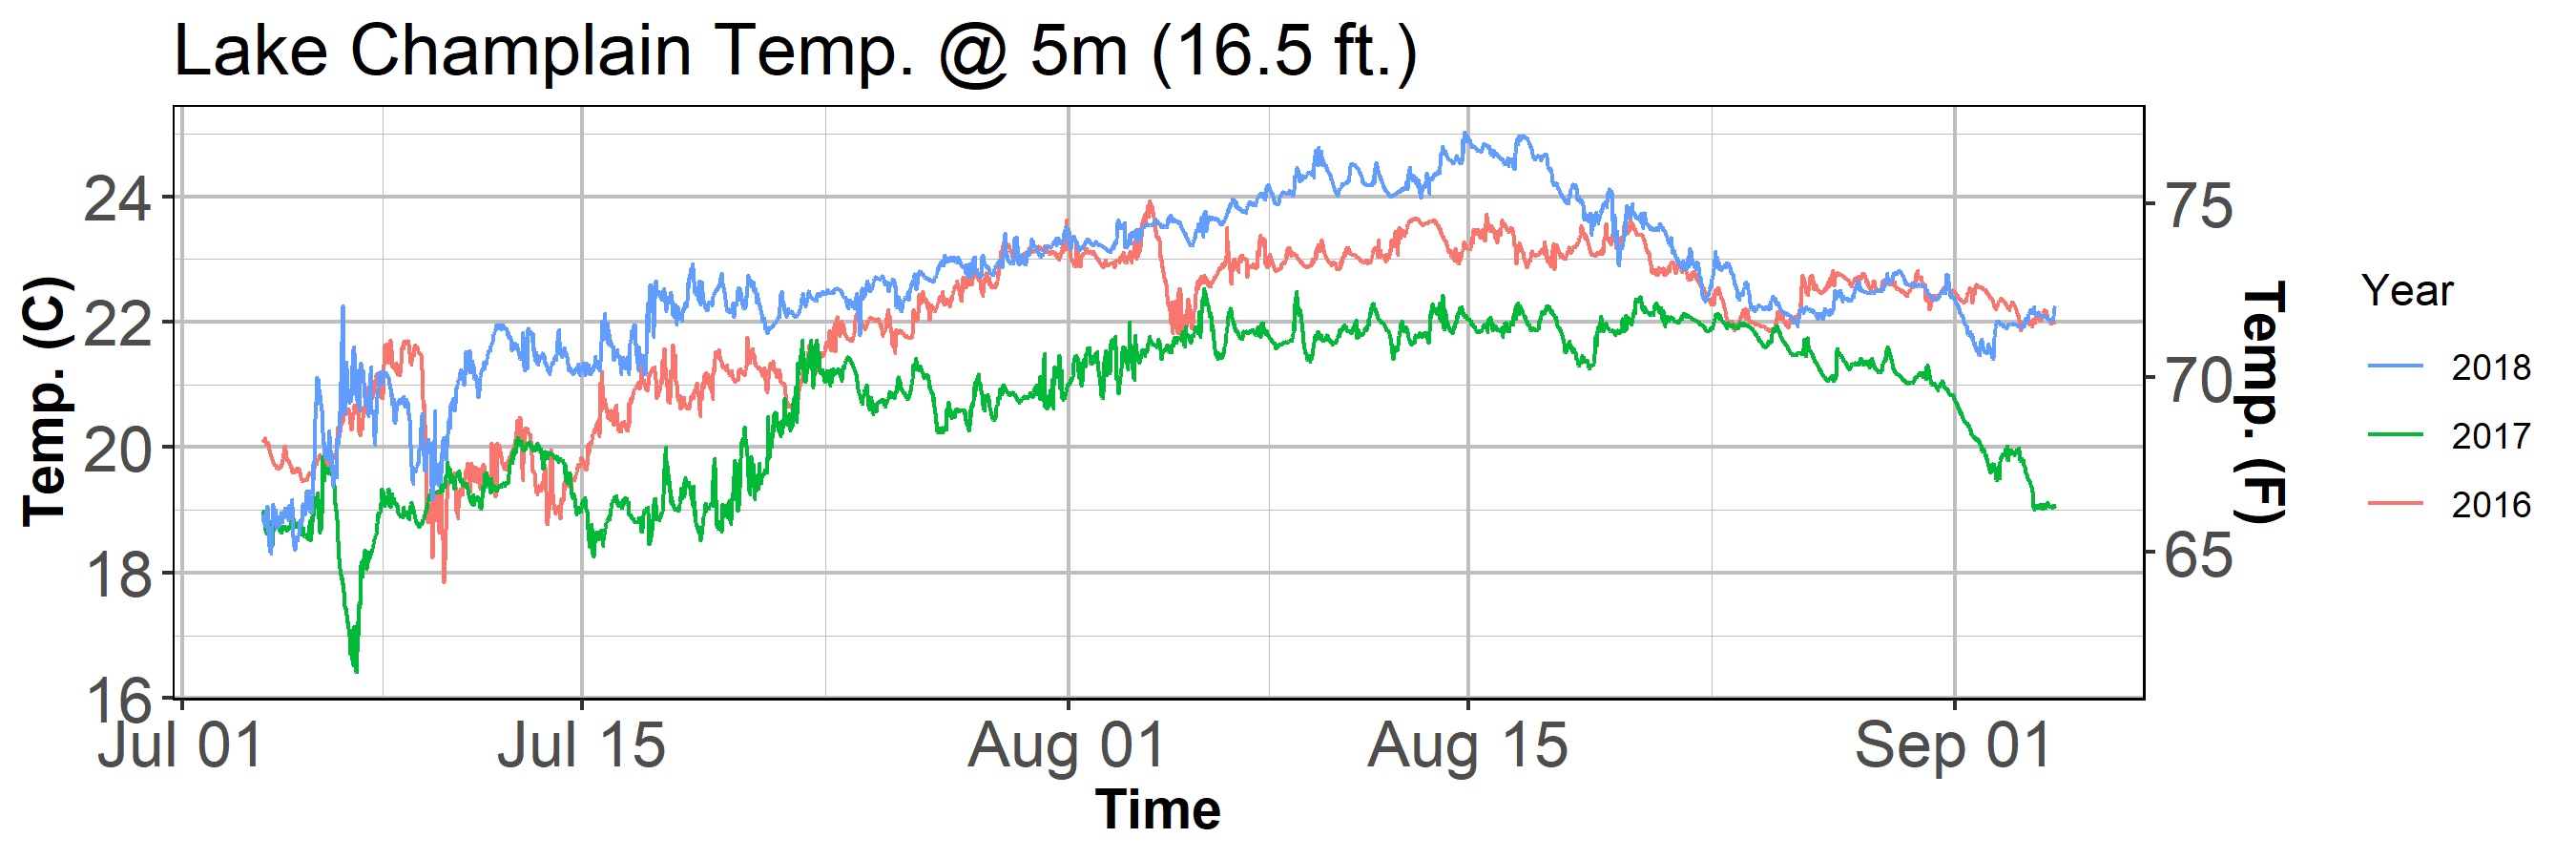 Lake Champlain Temp. @ 5m (16.5 ft.)
Temp. (C)
24
22
20
18
16
75
70
65
Temp. (F)
Jul 01
Jul 15
Aug 01
Aug 15
Sep 01
Time
Year
2018
2017
2016